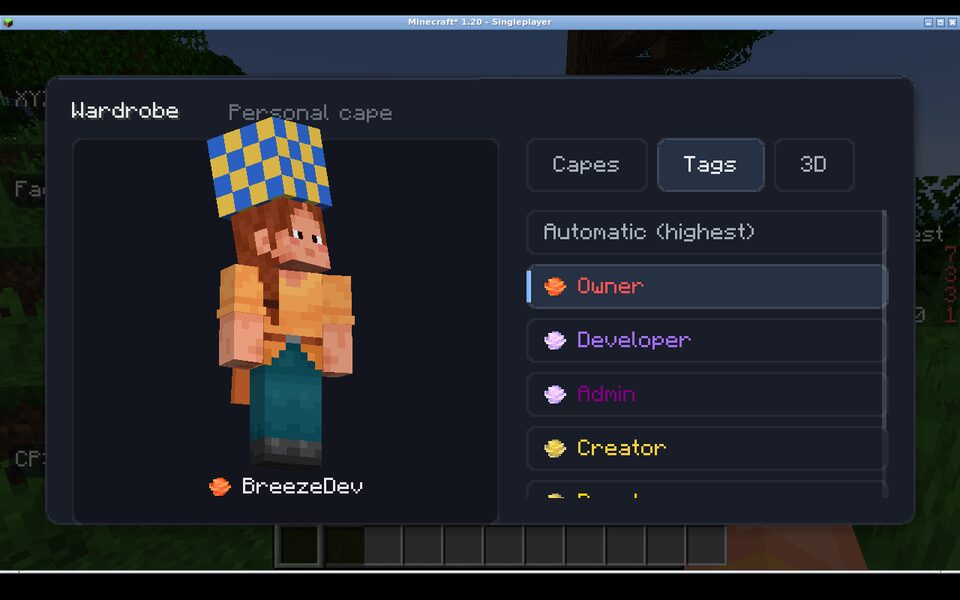 Minecraft* 1.20 - Singleplayer
Wardrobe
Personal cape
Capes
Tags
3D
Automatic (highest)
Owner
Developer
Admin
Creator
BreezeDev